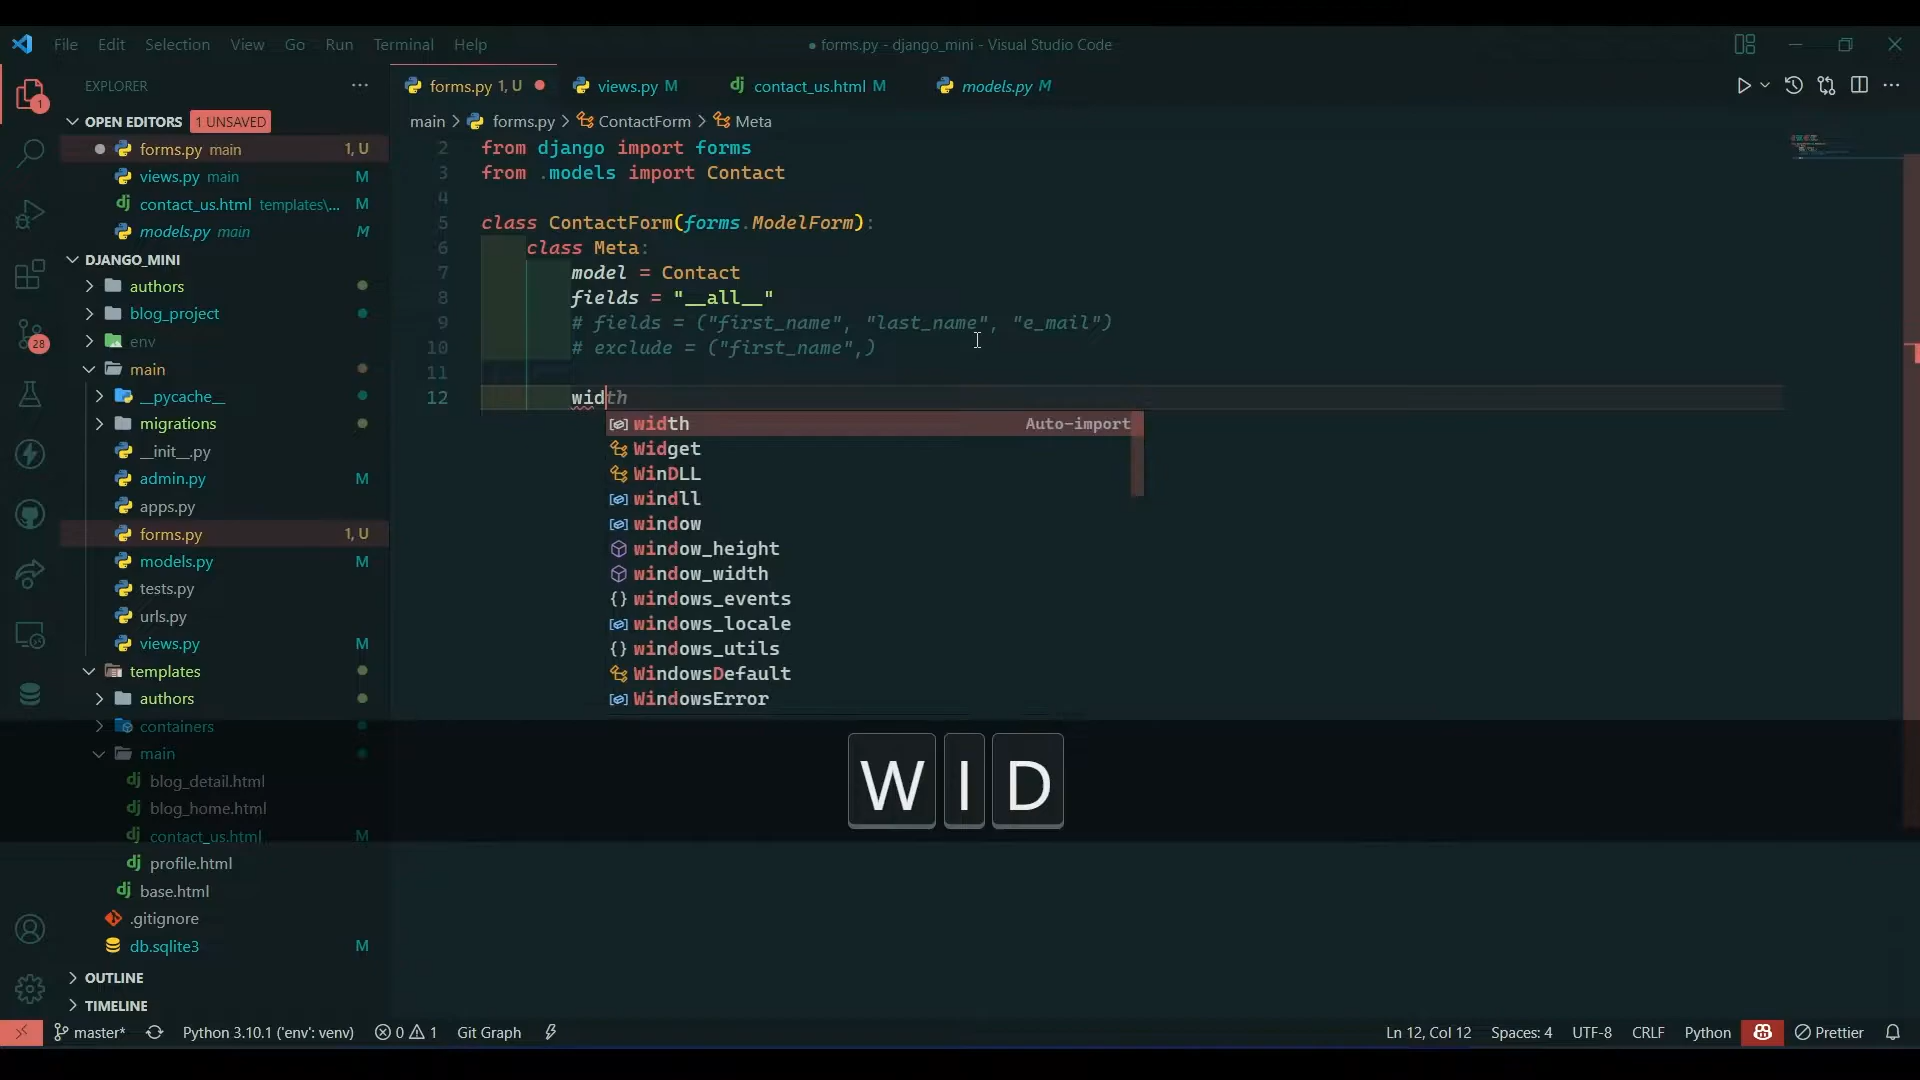 File Edit Selection View Go Run Terminal Help
● forms.py - django_mini - Visual Studio Code
EXPLORER
OPEN EDITORS 1 UNSAVED
forms.py main 1, U
views.py main M
contact_us.html templates\... M
models.py main M
DJANGO_MINI
authors
blog_project
env
main
__pycache__
migrations
__init__.py
admin.py M
apps.py
forms.py 1, U
models.py M
tests.py
urls.py
views.py M
templates
authors
containers
main
blog_detail.html
blog_home.html
contact_us.html M
profile.html
base.html
.gitignore
db.sqlite3 M
OUTLINE
TIMELINE
1
28
forms.py 1, U
views.py M
contact_us.html M
models.py M
main > forms.py > ContactForm > Meta
2 from django import forms
3 from .models import Contact
4
5 class ContactForm(forms.ModelForm):
6 class Meta:
7 model = Contact
8 fields = "__all__"
9 # fields = ("first_name", "last_name", "e_mail")
10 # exclude = ("first_name",)
11
12 width
width Auto-import
Widget
WinDLL
windll
window
window_height
window_width
windows_events
windows_locale
windows_utils
WindowsDefault
WindowsError
W I D
master* Python 3.10.1 ('env': venv) 0 1 Git Graph
Ln 12, Col 12 Spaces: 4 UTF-8 CRLF Python Prettier